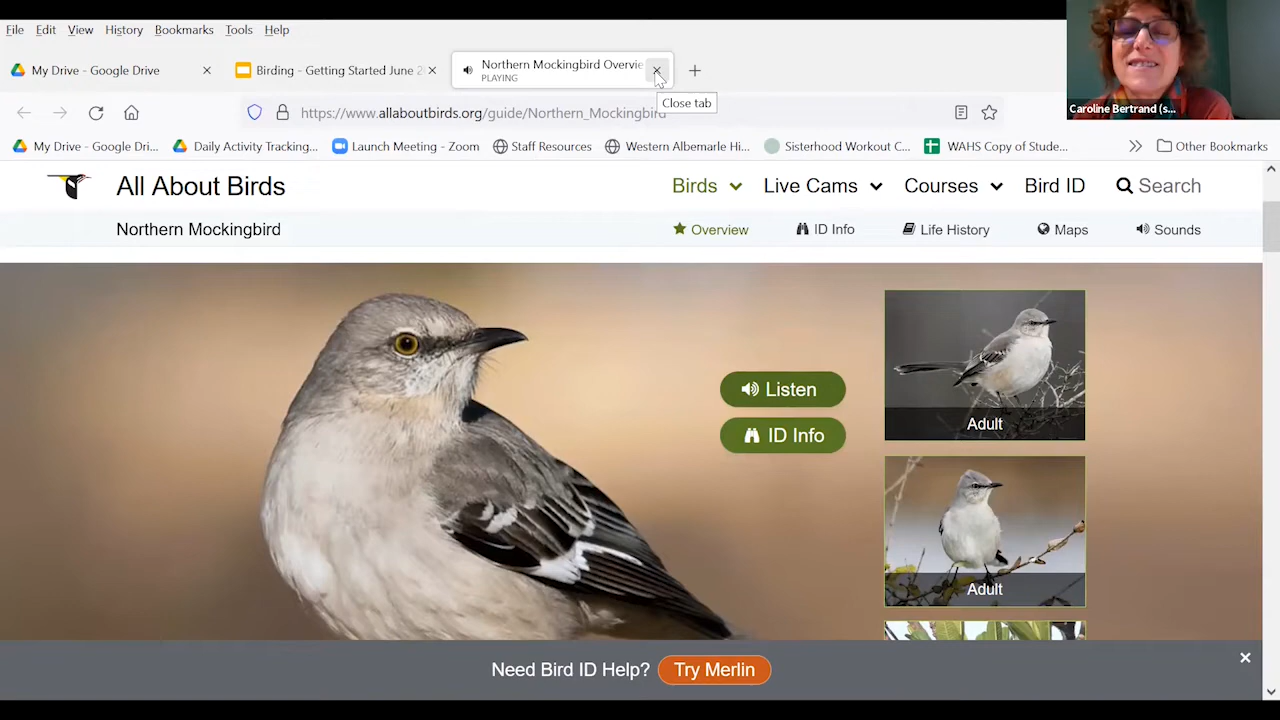 File Edit View History Bookmarks Tools Help
My Drive - Google Drive
Birding - Getting Started June 2
Northern Mockingbird Overvie
PLAYING
Close tab
https://www.allaboutbirds.org/guide/Northern_Mockingbird
Caroline Bertrand (s...
My Drive - Google Dri... Daily Activity Tracking... Launch Meeting - Zoom Staff Resources Western Albemarle Hi... Sisterhood Workout C... WAHS Copy of Stude... Other Bookmarks
All About Birds Birds Live Cams Courses Bird ID Search
Northern Mockingbird Overview ID Info Life History Maps Sounds
Listen
ID Info
Adult
Adult
Need Bird ID Help? Try Merlin